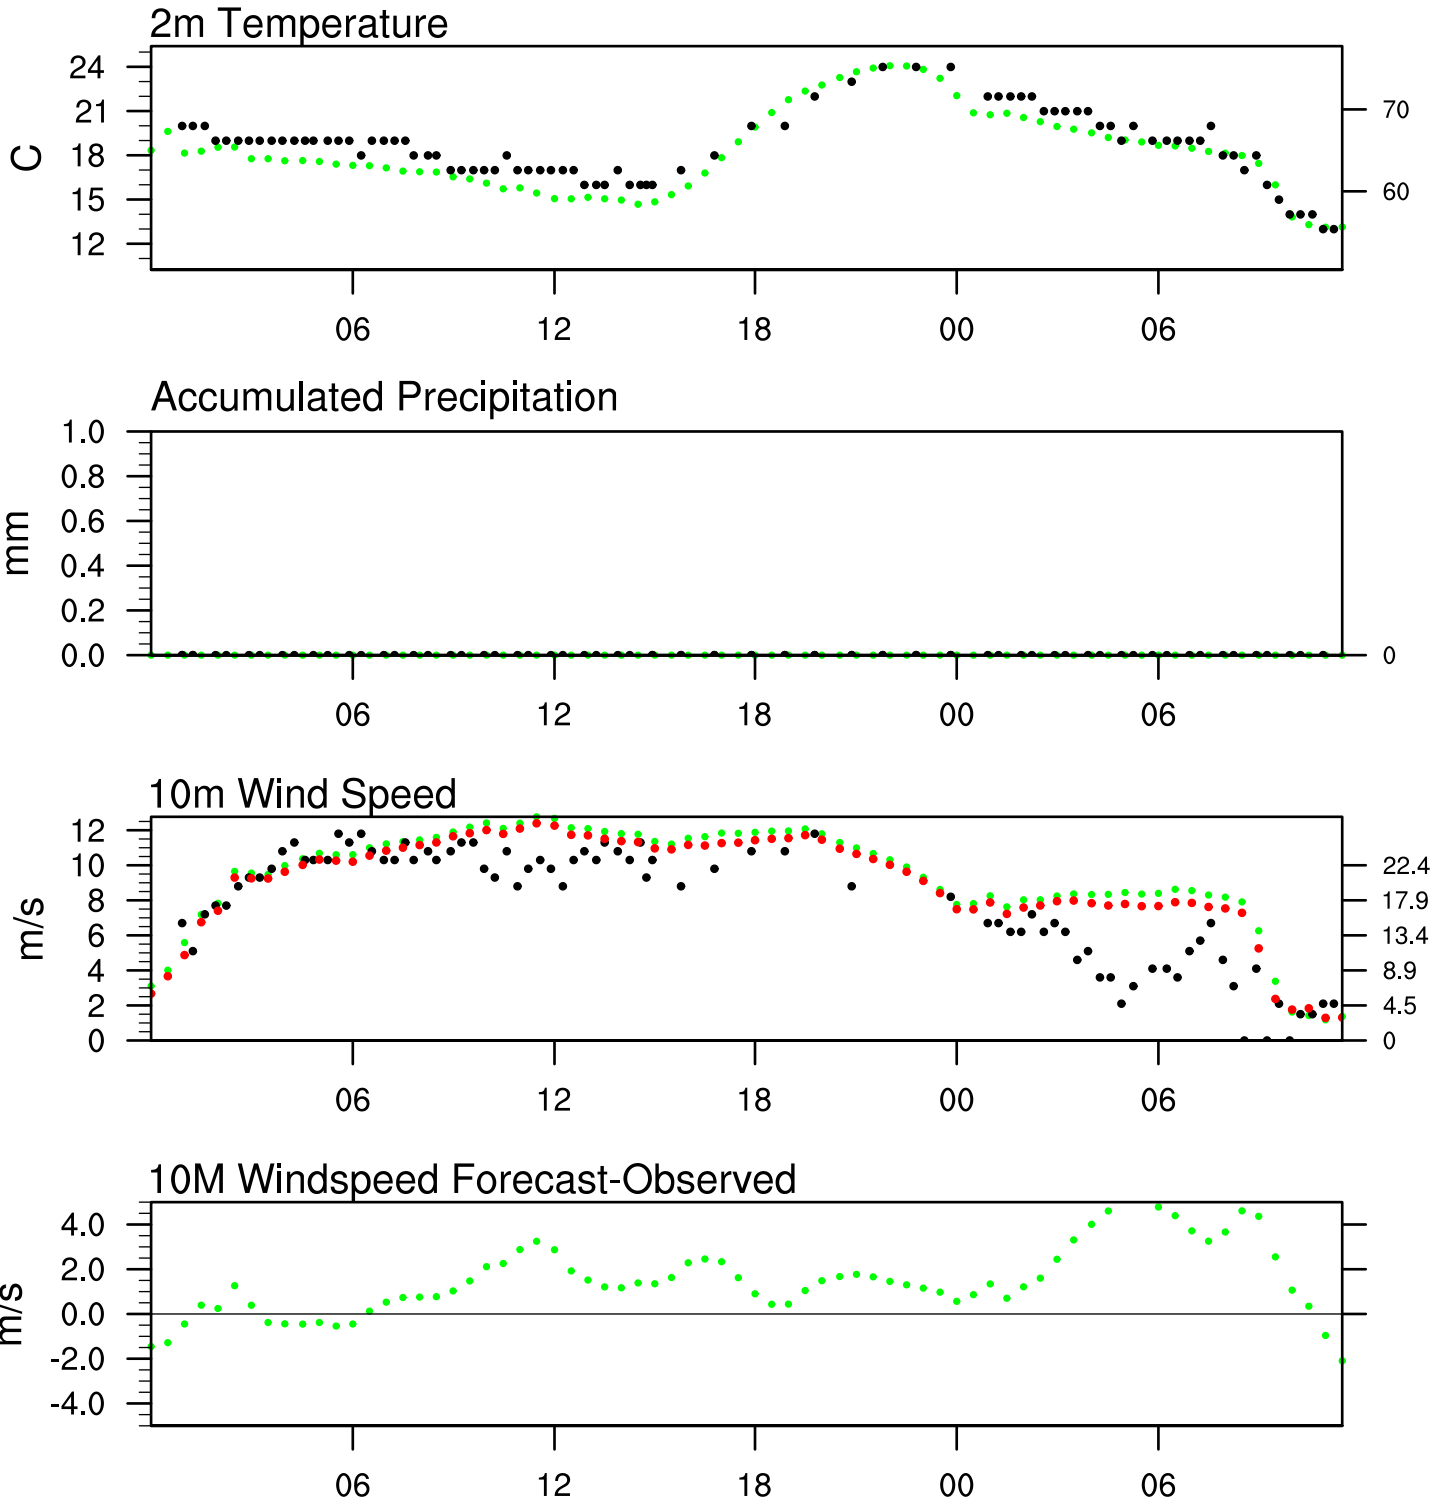 2m Temperature
24
21
18
15
12
C
70
60
06 12 18 00 06
Accumulated Precipitation
1.0
0.8
0.6
0.4
0.2
0.0
mm
0
06 12 18 00 06
10m Wind Speed
12
10
8
6
4
2
0
m/s
22.4
17.9
13.4
8.9
4.5
0
06 12 18 00 06
10M Windspeed Forecast-Observed
4.0
2.0
0.0
-2.0
-4.0
m/s
06 12 18 00 06